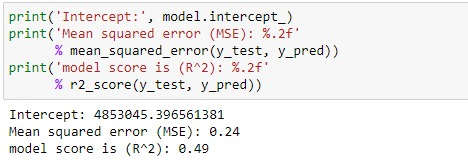 print('Intercept:', model.intercept_)
print('Mean squared error (MSE): %.2f'
      % mean_squared_error(y_test, y_pred))
print('model score is (R^2): %.2f'
      % r2_score(y_test, y_pred))
Intercept: 4853045.396561381
Mean squared error (MSE): 0.24
model score is (R^2): 0.49